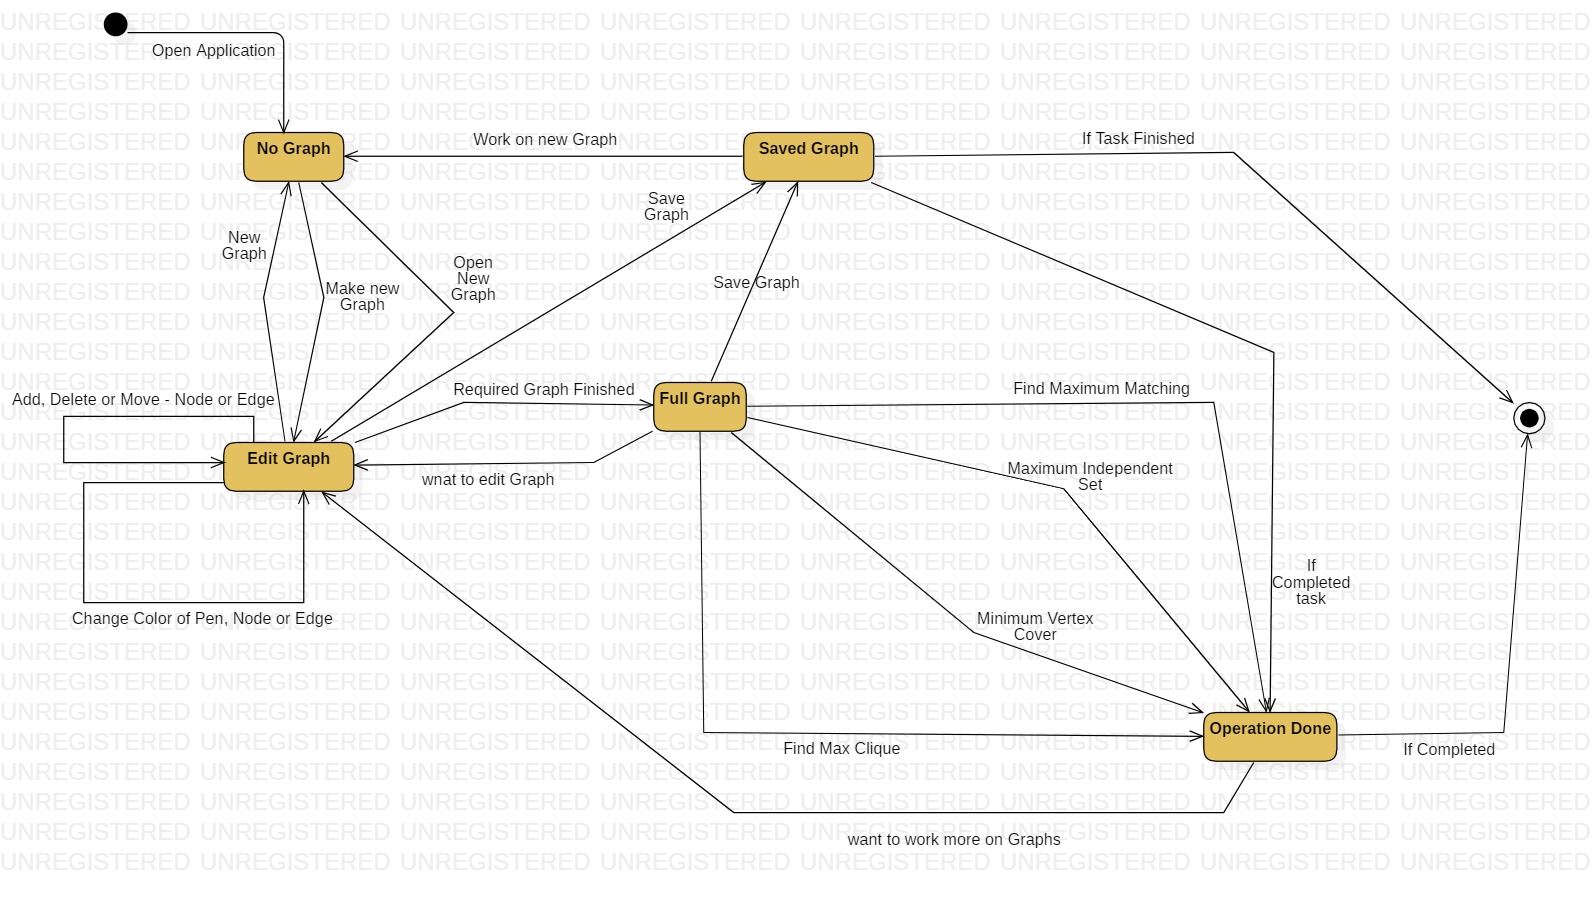 Open Application
No Graph
Work on new Graph
Saved Graph
If Task Finished
Save
Graph
New
Graph
Open
New
Graph
Make new
Graph
Save Graph
Add, Delete or Move - Node or Edge
Required Graph Finished
Full Graph
Find Maximum Matching
Edit Graph
wnat to edit Graph
Maximum Independent
Set
If
Completed
task
Change Color of Pen, Node or Edge
Minimum Vertex
Cover
Find Max Clique
Operation Done
If Completed
want to work more on Graphs
UNREGISTERED